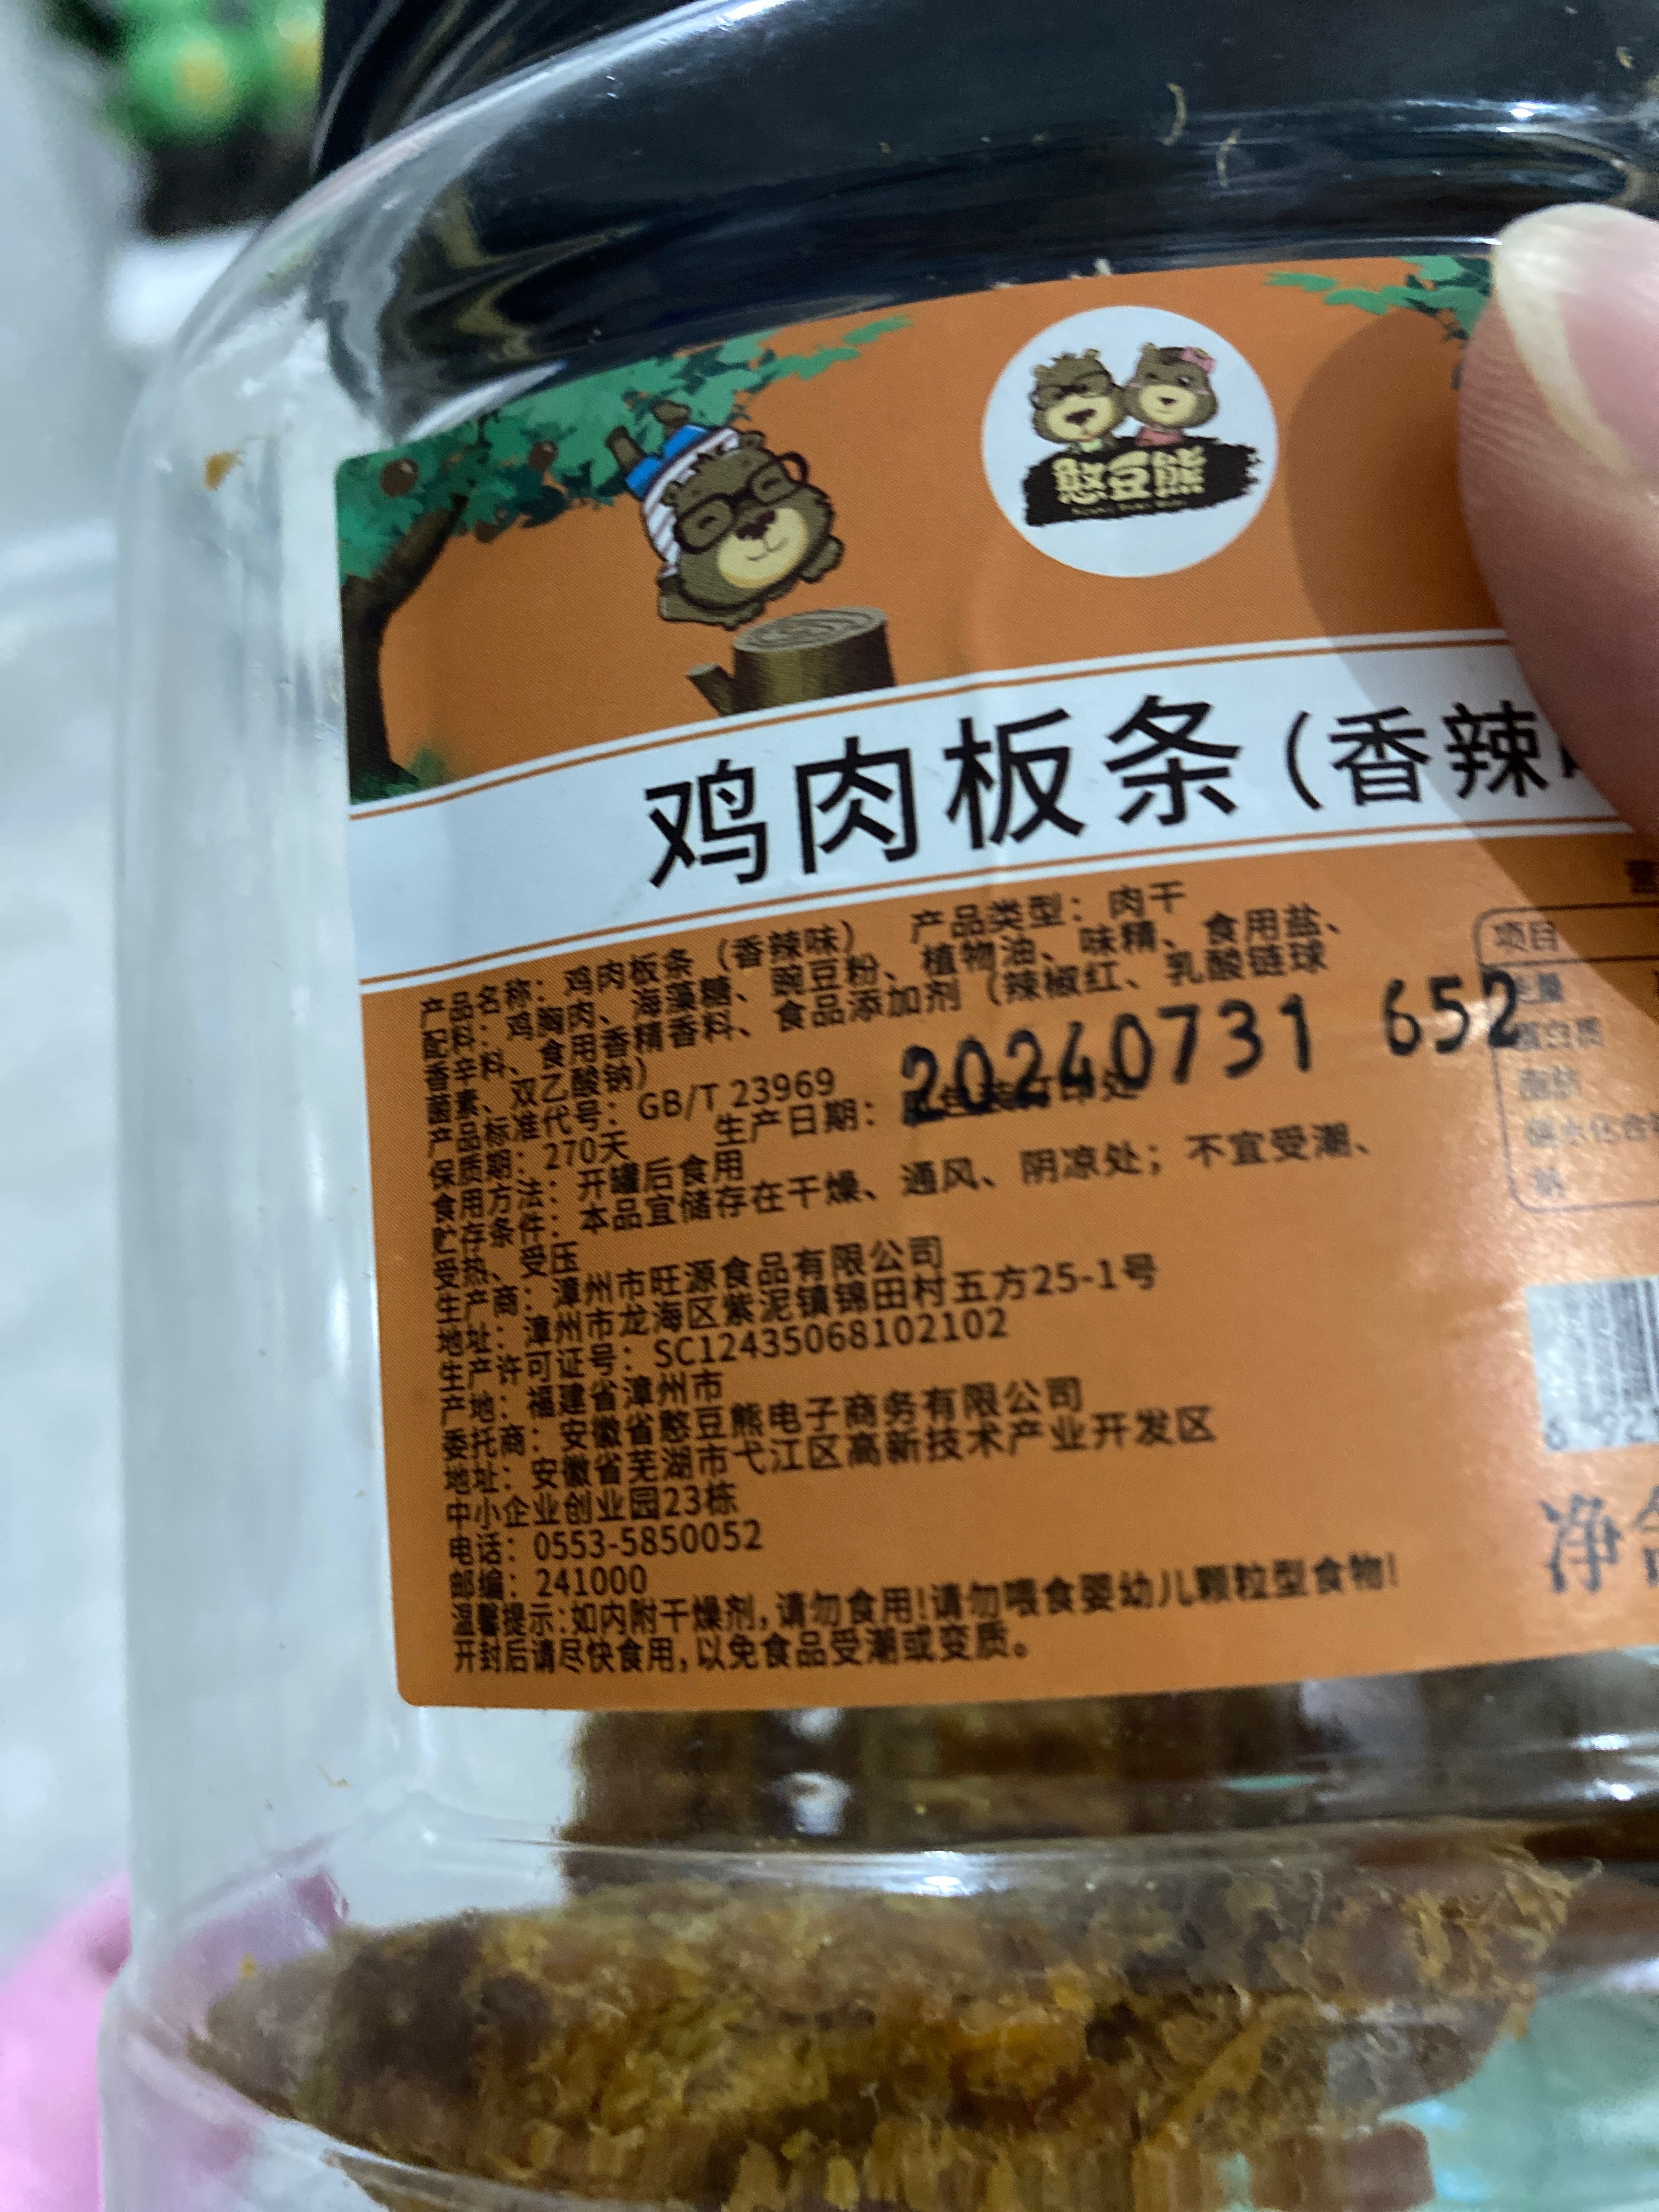 憨豆熊
鸡肉板条（香辣
产品名称：鸡肉板条（香辣味） 产品类型：肉干
配料：鸡胸肉、海藻糖、豌豆粉、植物油、味精、食用盐、
香辛料、食用香精香料、食品添加剂（辣椒红、乳酸链球
菌素、双乙酸钠）
产品标准代号：GB/T 23969
20240731 652
保质期：270天 生产日期：
食用方法：开罐后食用
贮存条件：本品宜储存在干燥、通风、阴凉处；不宜受潮、
受热、受压
生产商：漳州市旺源食品有限公司
地址：漳州市龙海区紫泥镇锦田村五方25-1号
生产许可证号：SC12435068102102
产地：福建省漳州市
委托商：安徽省憨豆熊电子商务有限公司
地址：安徽省芜湖市弋江区高新技术产业开发区
中小企业创业园23栋
电话：0553-5850052
邮编：241000
温馨提示：如内附干燥剂，请勿食用！请勿喂食婴幼儿颗粒型食物！
开封后请尽快食用，以免食品受潮或变质。
项目
蛋白质
脂肪
碳水化合
钠
6 921
净